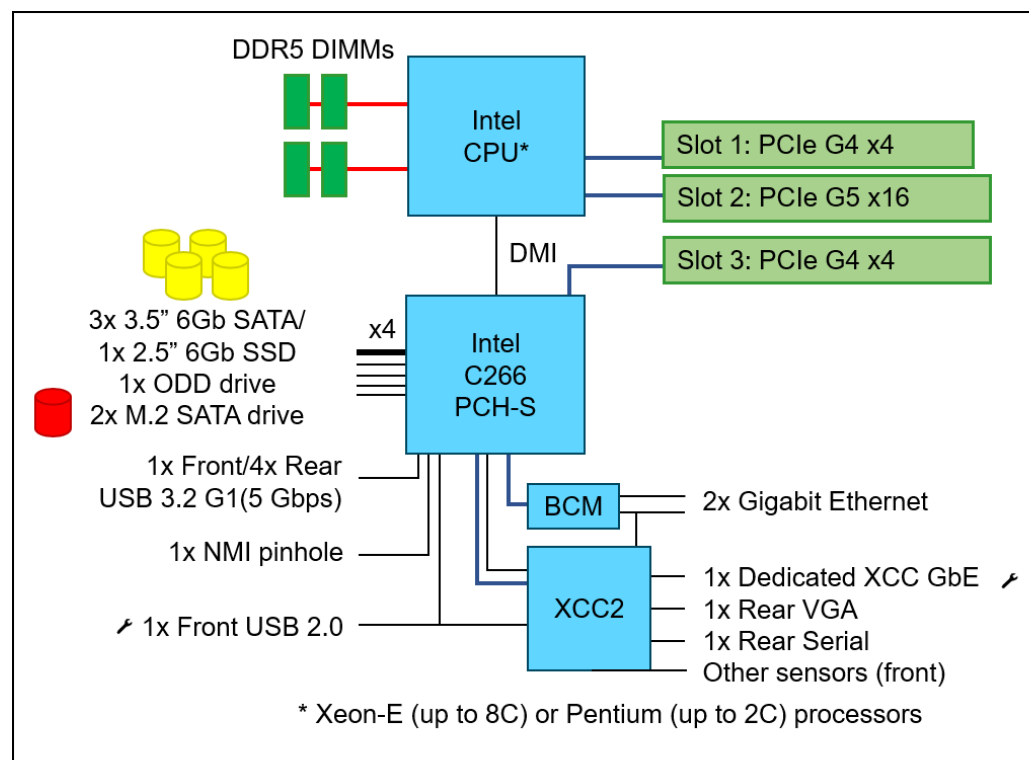 DDR5 DIMMs
Intel
CPU*
Slot 1: PCIe G4 x4
Slot 2: PCIe G5 x16
DMI
Slot 3: PCIe G4 x4
3x 3.5” 6Gb SATA/
1x 2.5” 6Gb SSD
1x ODD drive
2x M.2 SATA drive
x4
Intel
C266
PCH-S
1x Front/4x Rear
USB 3.2 G1(5 Gbps)
BCM
2x Gigabit Ethernet
1x NMI pinhole
XCC2
1x Dedicated XCC GbE
1x Rear VGA
1x Front USB 2.0
1x Rear Serial
Other sensors (front)
* Xeon-E (up to 8C) or Pentium (up to 2C) processors